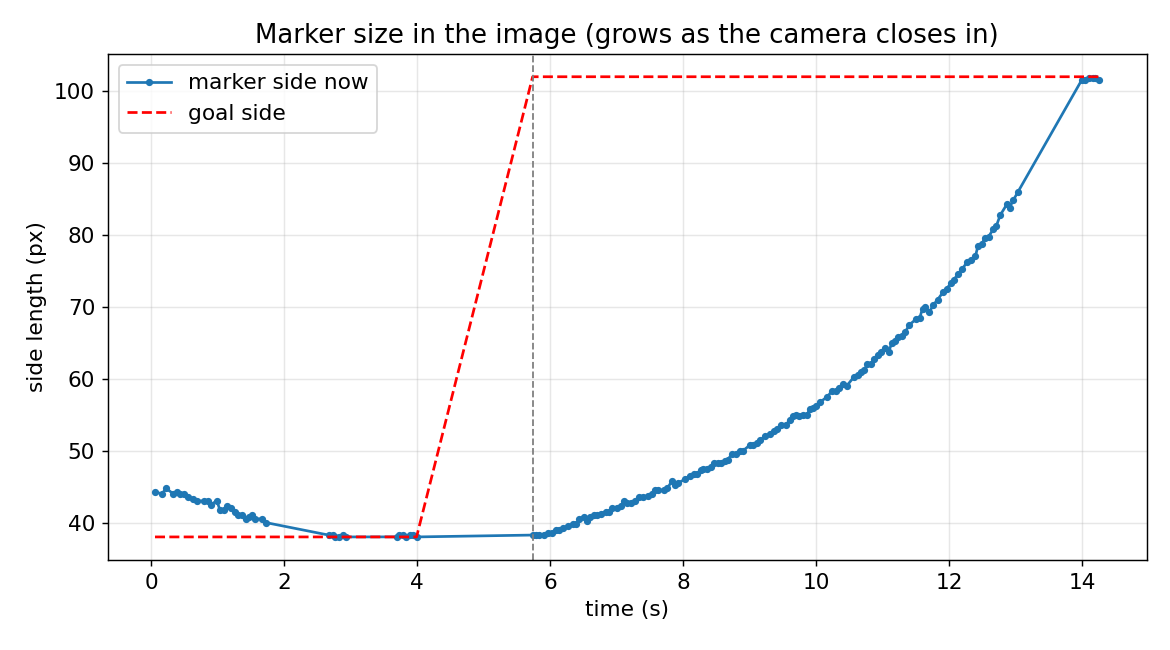 Marker size in the image (grows as the camera closes in)
marker side now
goal side
100
90
80
70
60
50
40
side length (px)
0 2 4 6 8 10 12 14
time (s)